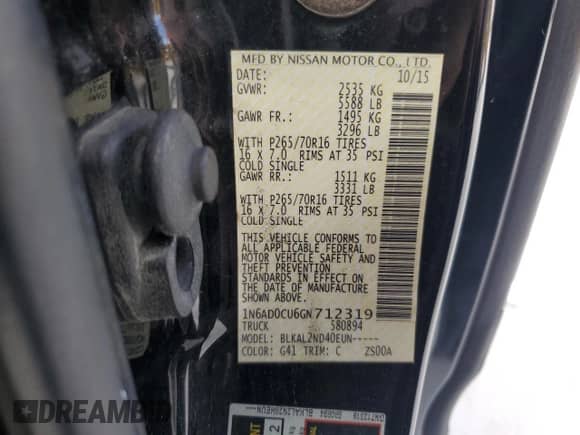 MFD BY NISSAN MOTOR CO.,LTD.
DATE: 10/15
GVWR: 2535 KG
5588 LB
GAWR FR.: 1495 KG
3296 LB
WITH P265/70R16 TIRES
16 X 7.0 RIMS AT 35 PSI
COLD SINGLE
GAWR RR.: 1511 KG
3331 LB
WITH P265/70R16 TIRES
16 X 7.0 RIMS AT 35 PSI
COLD SINGLE
THIS VEHICLE CONFORMS TO
ALL APPLICABLE FEDERAL
MOTOR VEHICLE SAFETY AND
THEFT PREVENTION
STANDARDS IN EFFECT ON
THE DATE OF MANUFACTURE
SHOWN ABOVE.
1N6AD0CU6GN712319
TRUCK 580894
MODEL: BLKAL2ND40EUN-----
COLOR: G41 TRIM: C ZS00A
DREAMBID